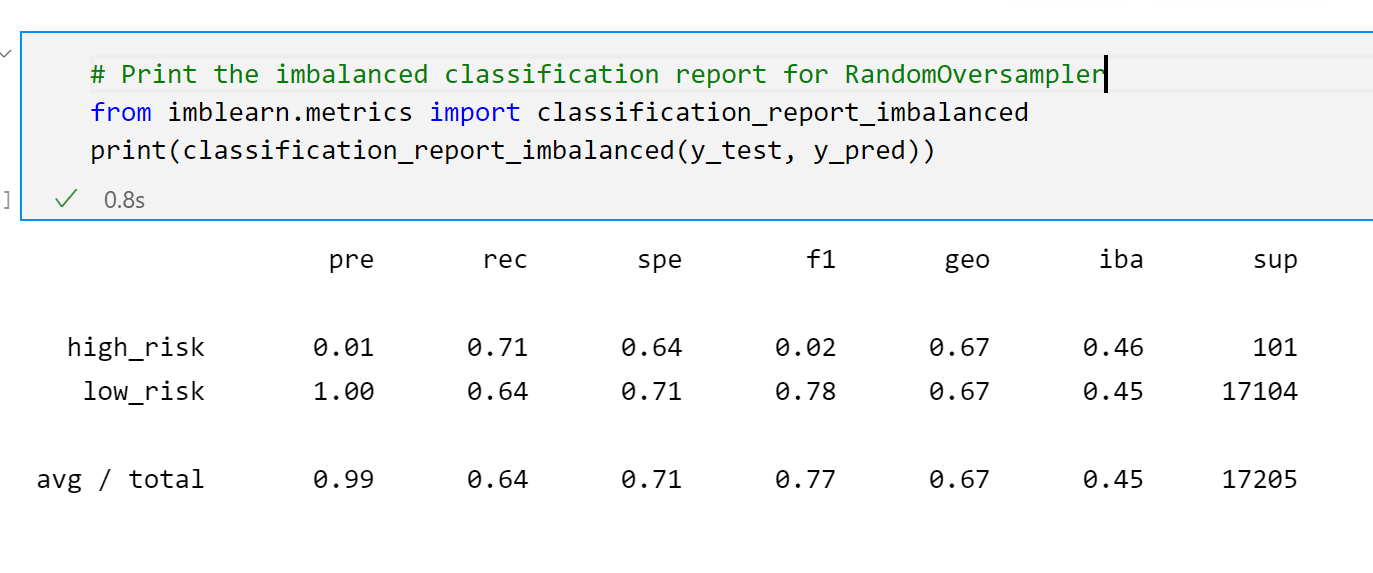 # Print the imbalanced classification report for RandomOversampler
from imblearn.metrics import classification_report_imbalanced
print(classification_report_imbalanced(y_test, y_pred))
] 0.8s
pre rec spe f1 geo iba sup
high_risk 0.01 0.71 0.64 0.02 0.67 0.46 101
low_risk 1.00 0.64 0.71 0.78 0.67 0.45 17104
avg / total 0.99 0.64 0.71 0.77 0.67 0.45 17205